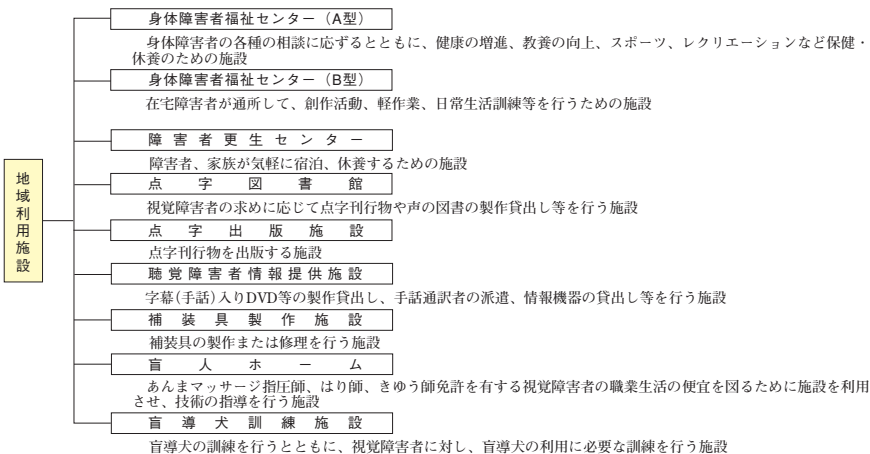 地域利用施設
身体障害者福祉センター（A型）
身体障害者の各種の相談に応ずるとともに、健康の増進、教養の向上、スポーツ、レクリエーションなど保健・
休養のための施設
身体障害者福祉センター（B型）
在宅障害者が通所して、創作活動、軽作業、日常生活訓練等を行うための施設
障害者更生センター
障害者、家族が気軽に宿泊、休養するための施設
点字図書館
視覚障害者の求めに応じて点字刊行物や声の図書の製作貸出し等を行う施設
点字出版施設
点字刊行物を出版する施設
聴覚障害者情報提供施設
字幕（手話）入りDVD等の製作貸出し、手話通訳者の派遣、情報機器の貸出し等を行う施設
補装具製作施設
補装具の製作または修理を行う施設
盲人ホーム
あんまマッサージ指圧師、はり師、きゆう師免許を有する視覚障害者の職業生活の便宜を図るために施設を利用
させ、技術の指導を行う施設
盲導犬訓練施設
盲導犬の訓練を行うとともに、視覚障害者に対し、盲導犬の利用に必要な訓練を行う施設